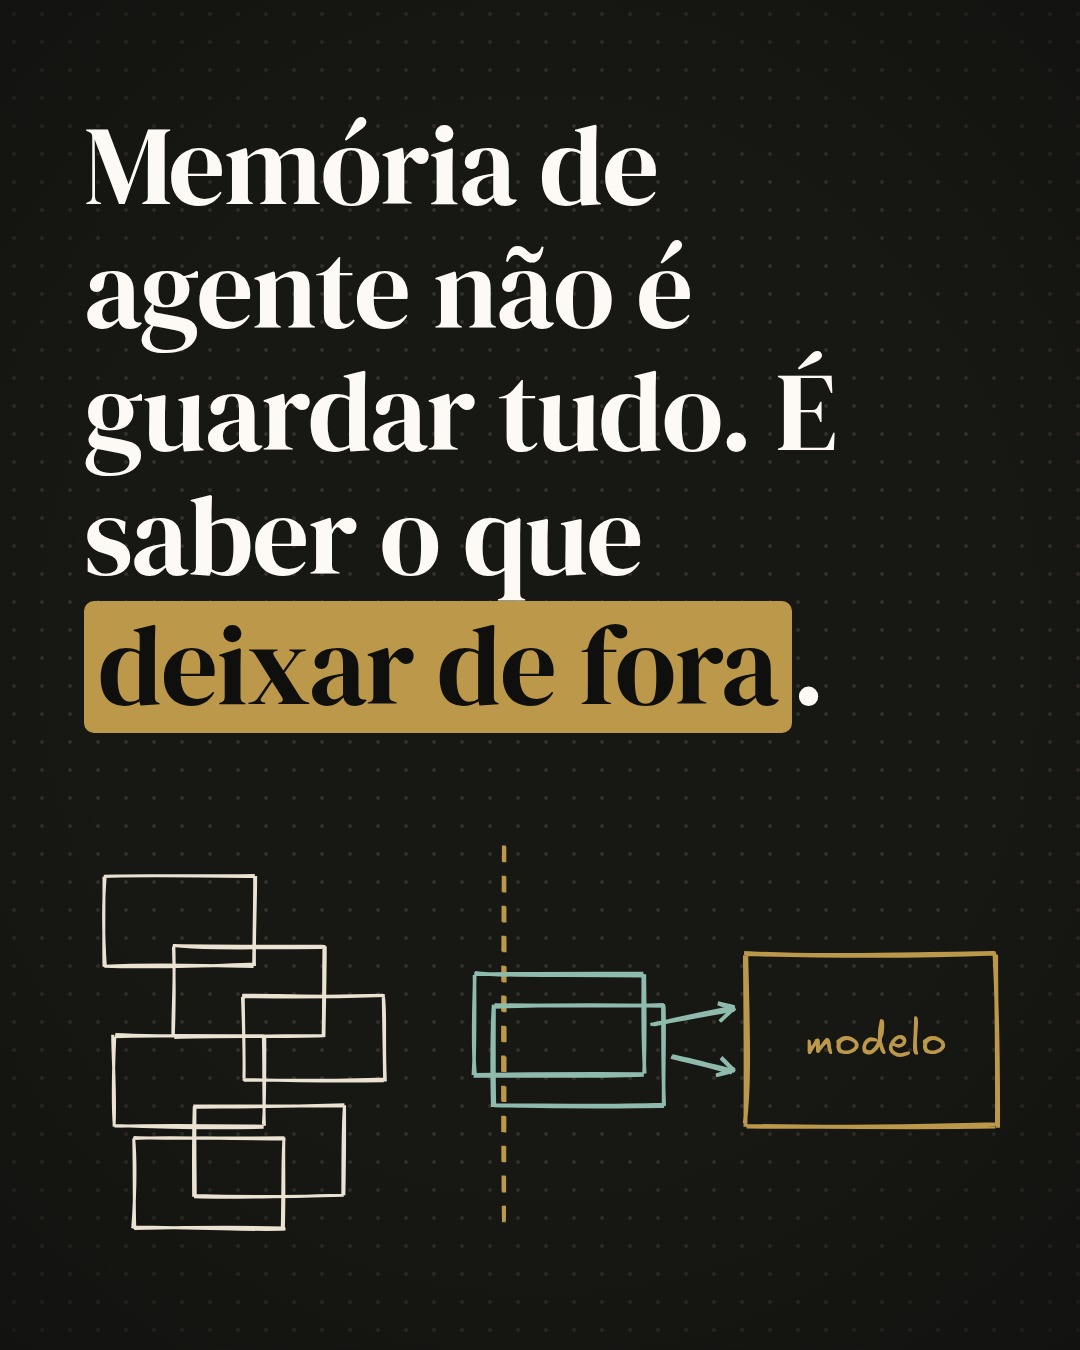 Memória de
agente não é
guardar tudo. É
saber o que
deixar de fora.
modelo